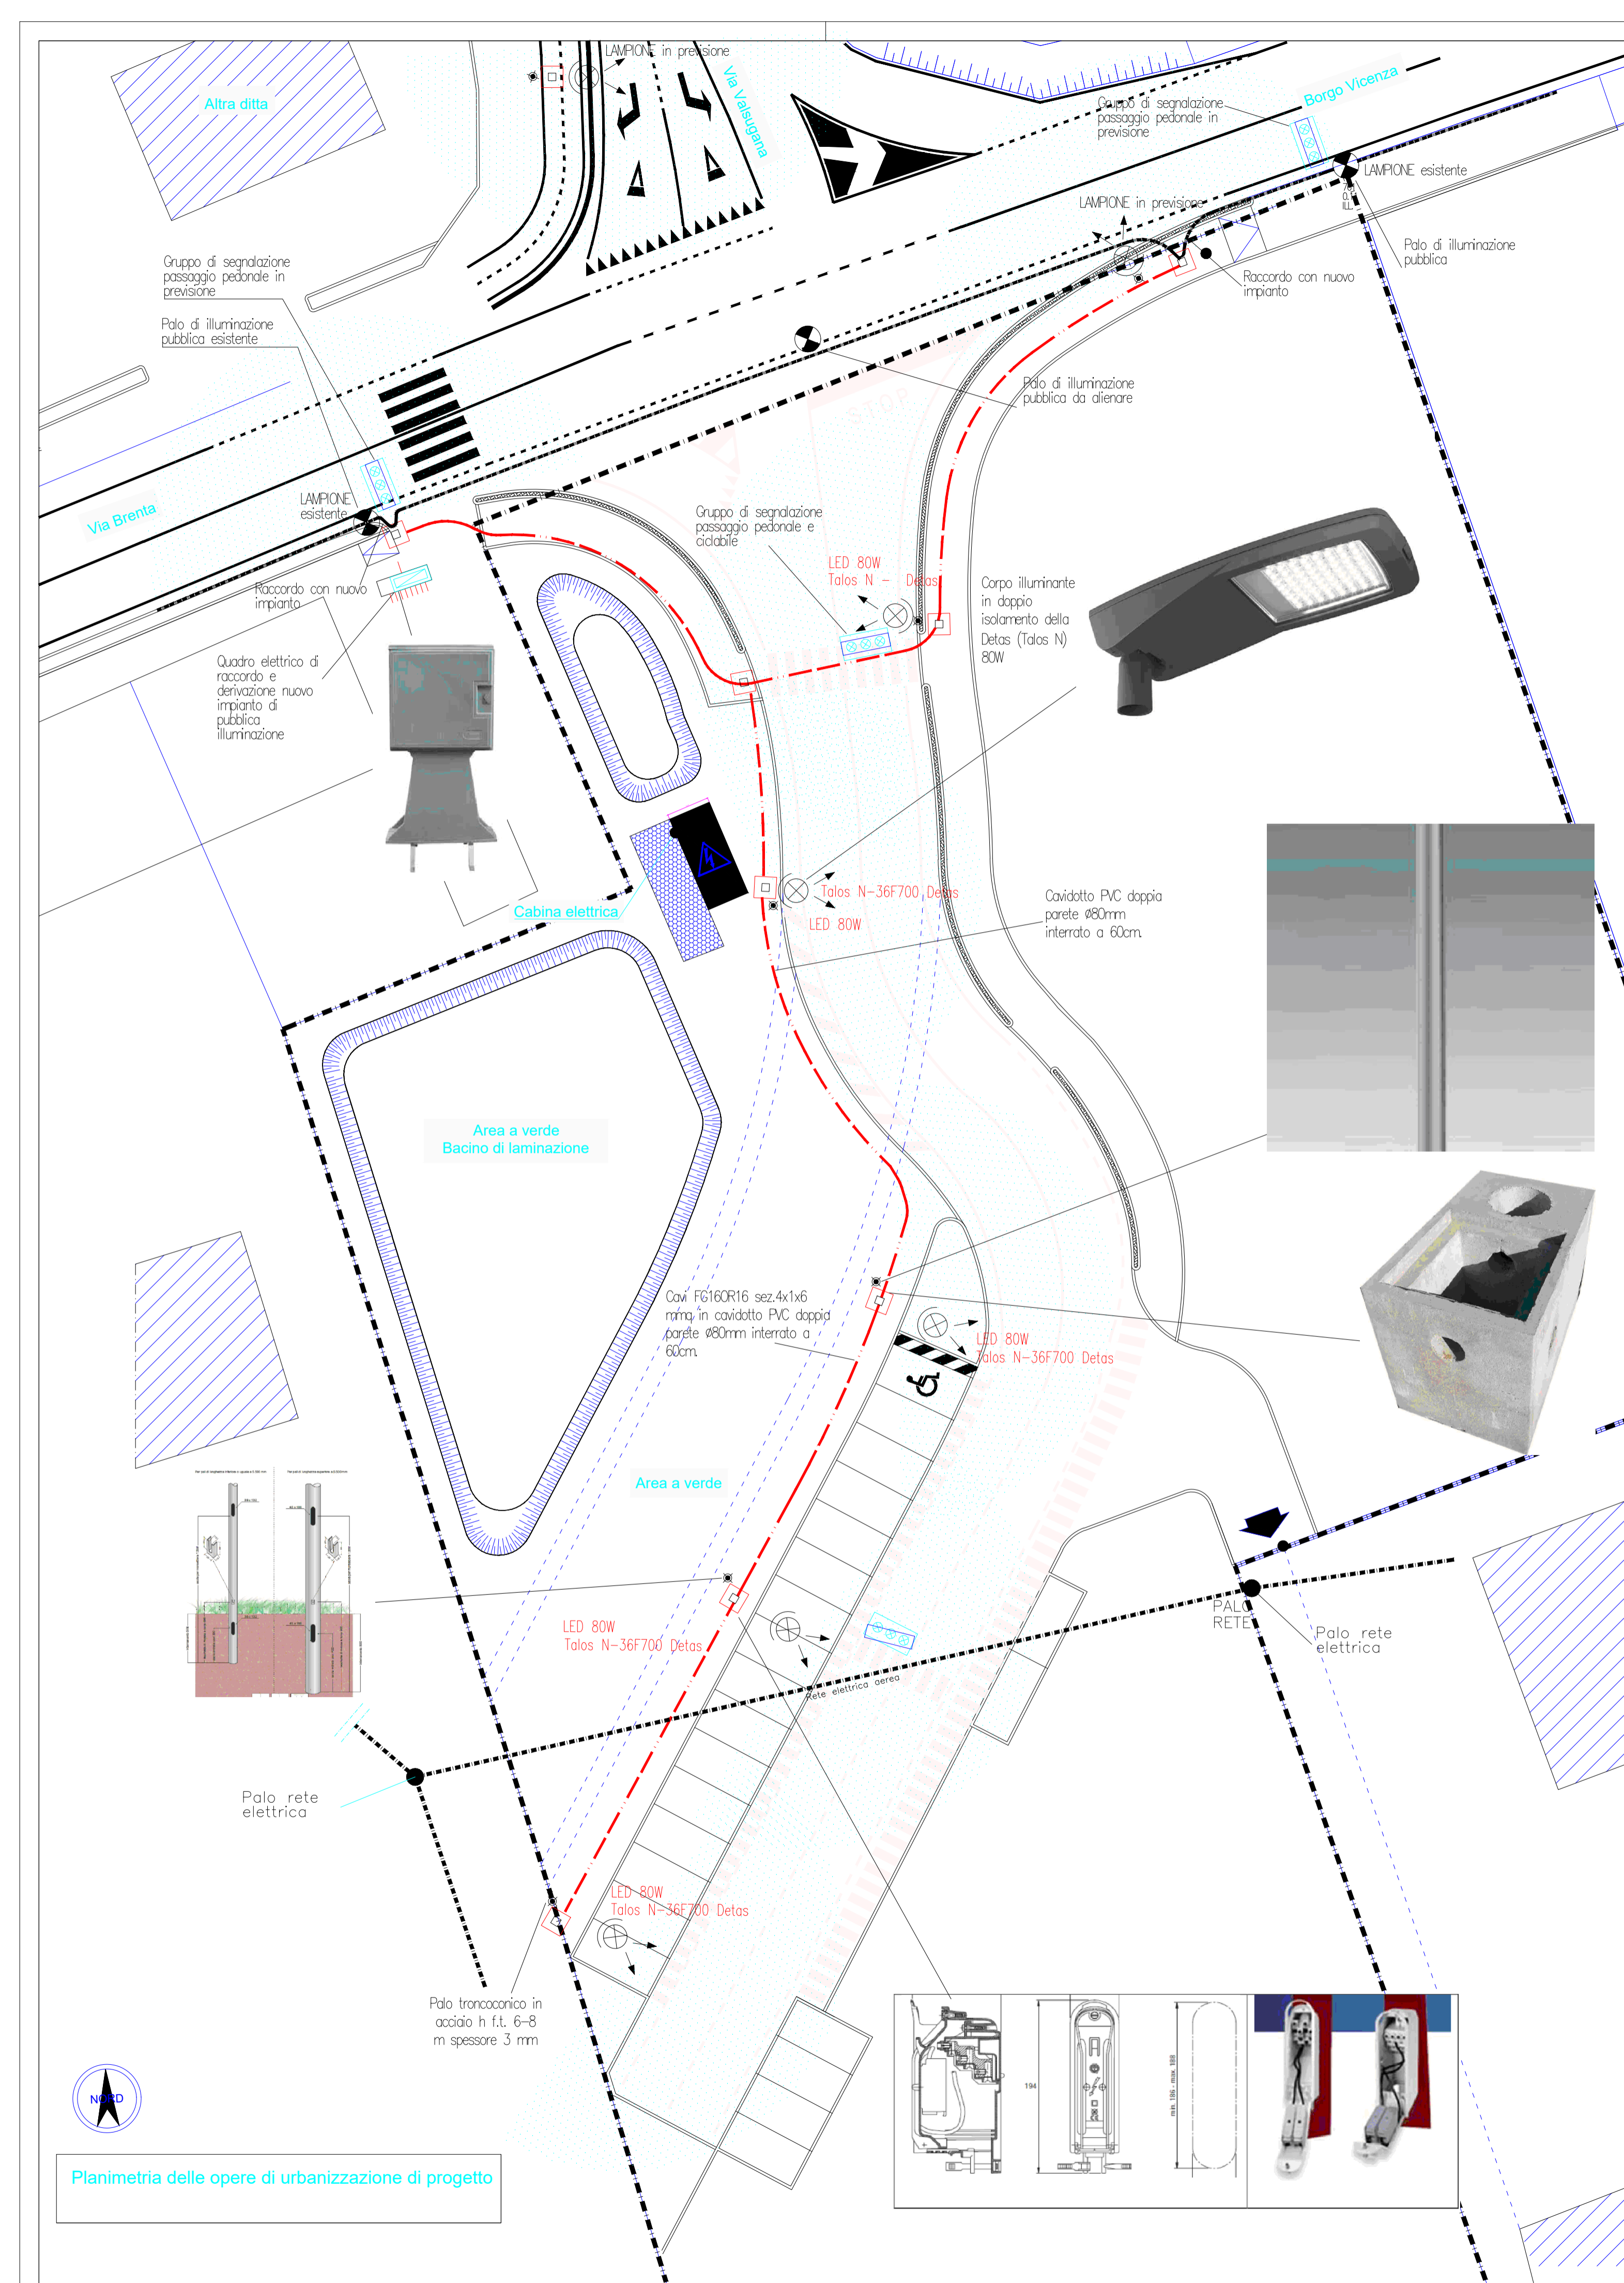 LAMPIONE in previsione
Via Valsugana
Altra ditta
Borgo Vicenza
Gruppo di segnalazione
passaggio pedonale in
previsione
LAMPIONE esistente
LAMPIONE in previsione
Palo di illuminazione
pubblica
Raccordo con nuovo
impianto
Gruppo di segnalazione
passaggio pedonale in
previsione
Palo di illuminazione
pubblica esistente
Palo di illuminazione
pubblica da alienare
STOP
LAMPIONE
esistente
Via Brenta
Gruppo di segnalazione
passaggio pedonale e
ciclabile
LED 80W
Talos N - Detas
Corpo illuminante
in doppio
isolamento della
Detas (Talos N)
80W
Raccordo con nuovo
impianto
Quadro elettrico di
raccordo e
derivazione nuovo
impianto di
pubblica
illuminazione
Talos N-36F700 Detas
LED 80W
Cabina elettrica
Cavidotto PVC doppia
parete ø80mm
interrato a 60cm.
Area a verde
Bacino di laminazione
Cavi FG16OR16 sez.4x1x6
mmq in cavidotto PVC doppia
parete ø80mm interrato a
60cm.
LED 80W
Talos N-36F700 Detas
Area a verde
LED 80W
Talos N-36F700 Detas
PALO
RETE
Palo rete
elettrica
Rete elettrica aerea
Palo rete
elettrica
LED 80W
Talos N-36F700 Detas
Palo troncoconico in
acciaio h f.t. 6-8
m spessore 3 mm
194
min. 186 - max. 188
NORD
Planimetria delle opere di urbanizzazione di progetto